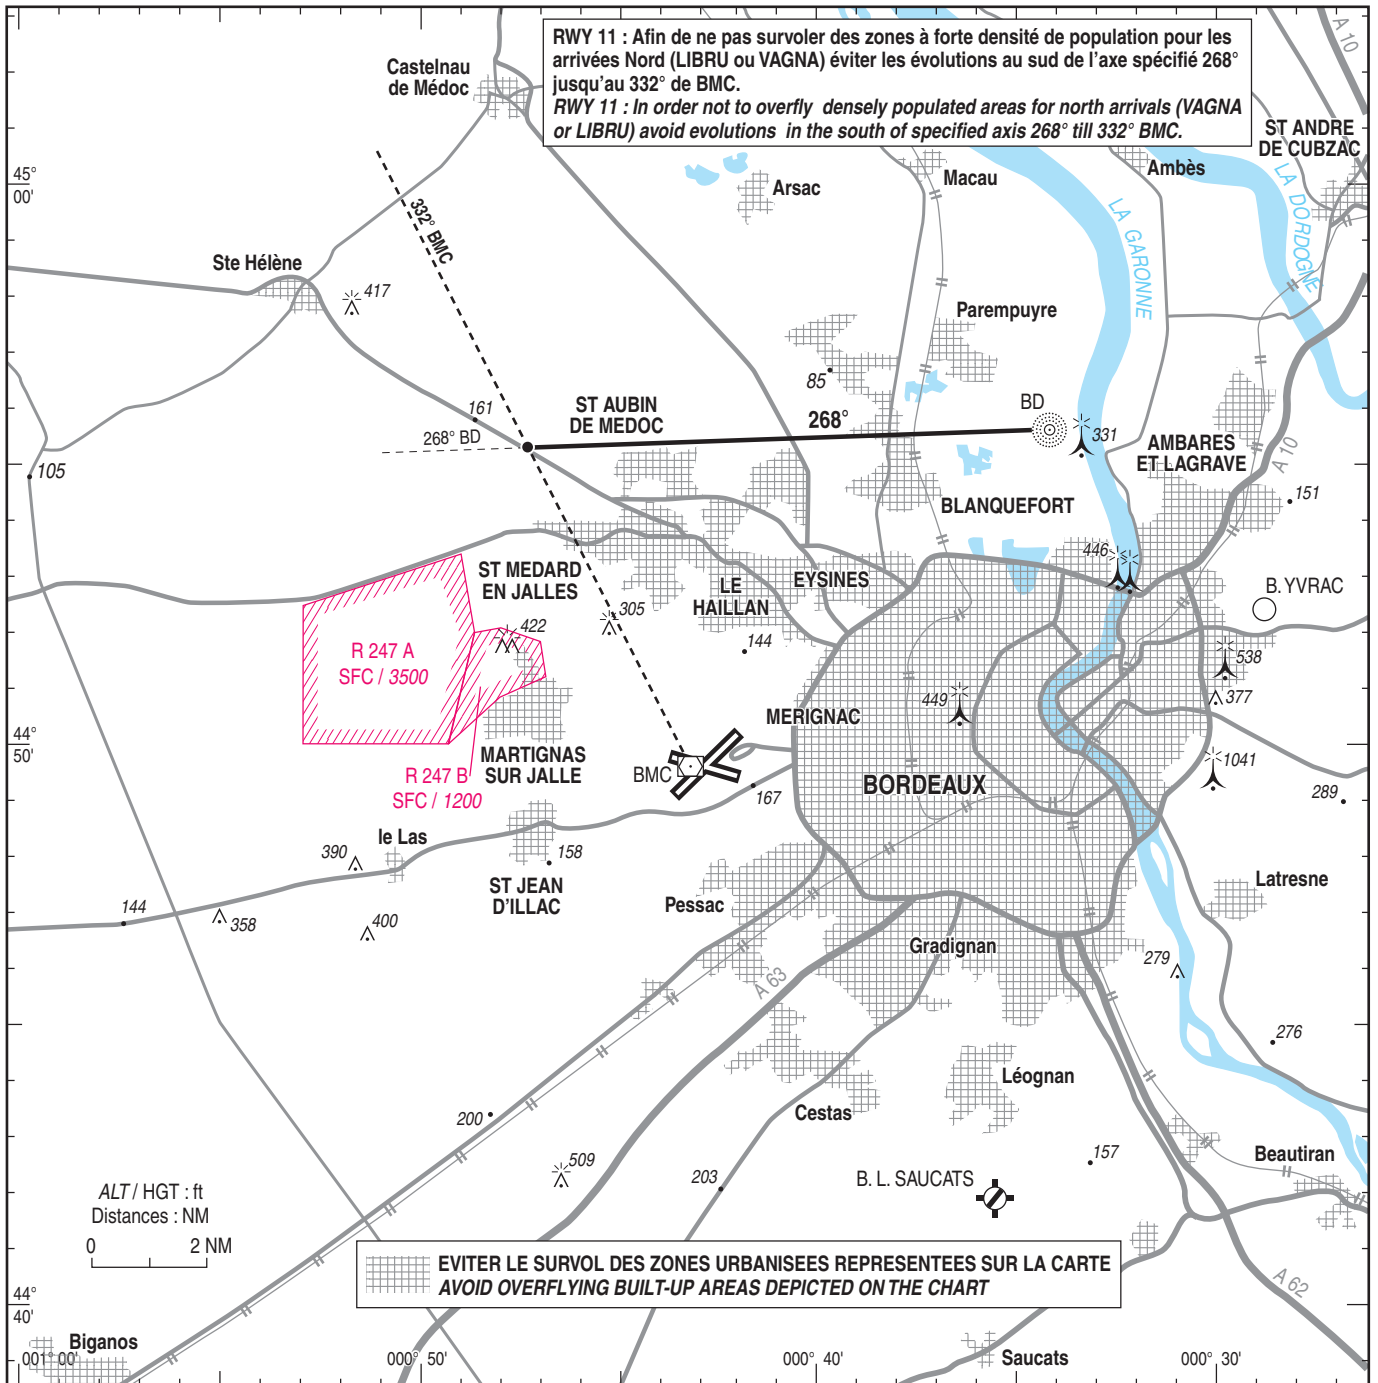 RWY 11 : Afin de ne pas survoler des zones à forte densité de population pour les
arrivées Nord (LIBRU ou VAGNA) éviter les évolutions au sud de l'axe spécifié 268°
jusqu'au 332° de BMC.
RWY 11 : In order not to overfly densely populated areas for north arrivals (VAGNA
or LIBRU) avoid evolutions in the south of specified axis 268° till 332° BMC.
A 10
Castelnau
de Médoc
ST ANDRE
DE CUBZAC
45°
00'
Arsac
Macau
Ambès
LA DORDOGNE
LA GARONNE
332° BMC
Ste Hélène
417
Parempuyre
85
161
ST AUBIN
DE MEDOC
268°
BD
331
268° BD
AMBARES
ET LAGRAVE
A 10
105
BLANQUEFORT
151
446
ST MEDARD
EN JALLES
LE
HAILLAN
EYSINES
B. YVRAC
305
422
144
R 247 A
SFC / 3500
538
377
449
MERIGNAC
44°
50'
MARTIGNAS
SUR JALLE
BMC
R 247 B
SFC / 1200
BORDEAUX
1041
167
289
le Las
390
158
ST JEAN
D'ILLAC
Latresne
144
358
400
Pessac
Gradignan
279
A 63
276
Léognan
200
Cestas
509
203
157
Beautiran
B. L. SAUCATS
ALT / HGT : ft
Distances : NM
0
2 NM
EVITER LE SURVOL DES ZONES URBANISEES REPRESENTEES SUR LA CARTE
AVOID OVERFLYING BUILT-UP AREAS DEPICTED ON THE CHART
A 62
44°
40'
Biganos
Saucats
001° 00'
000° 50'
000° 40'
000° 30'